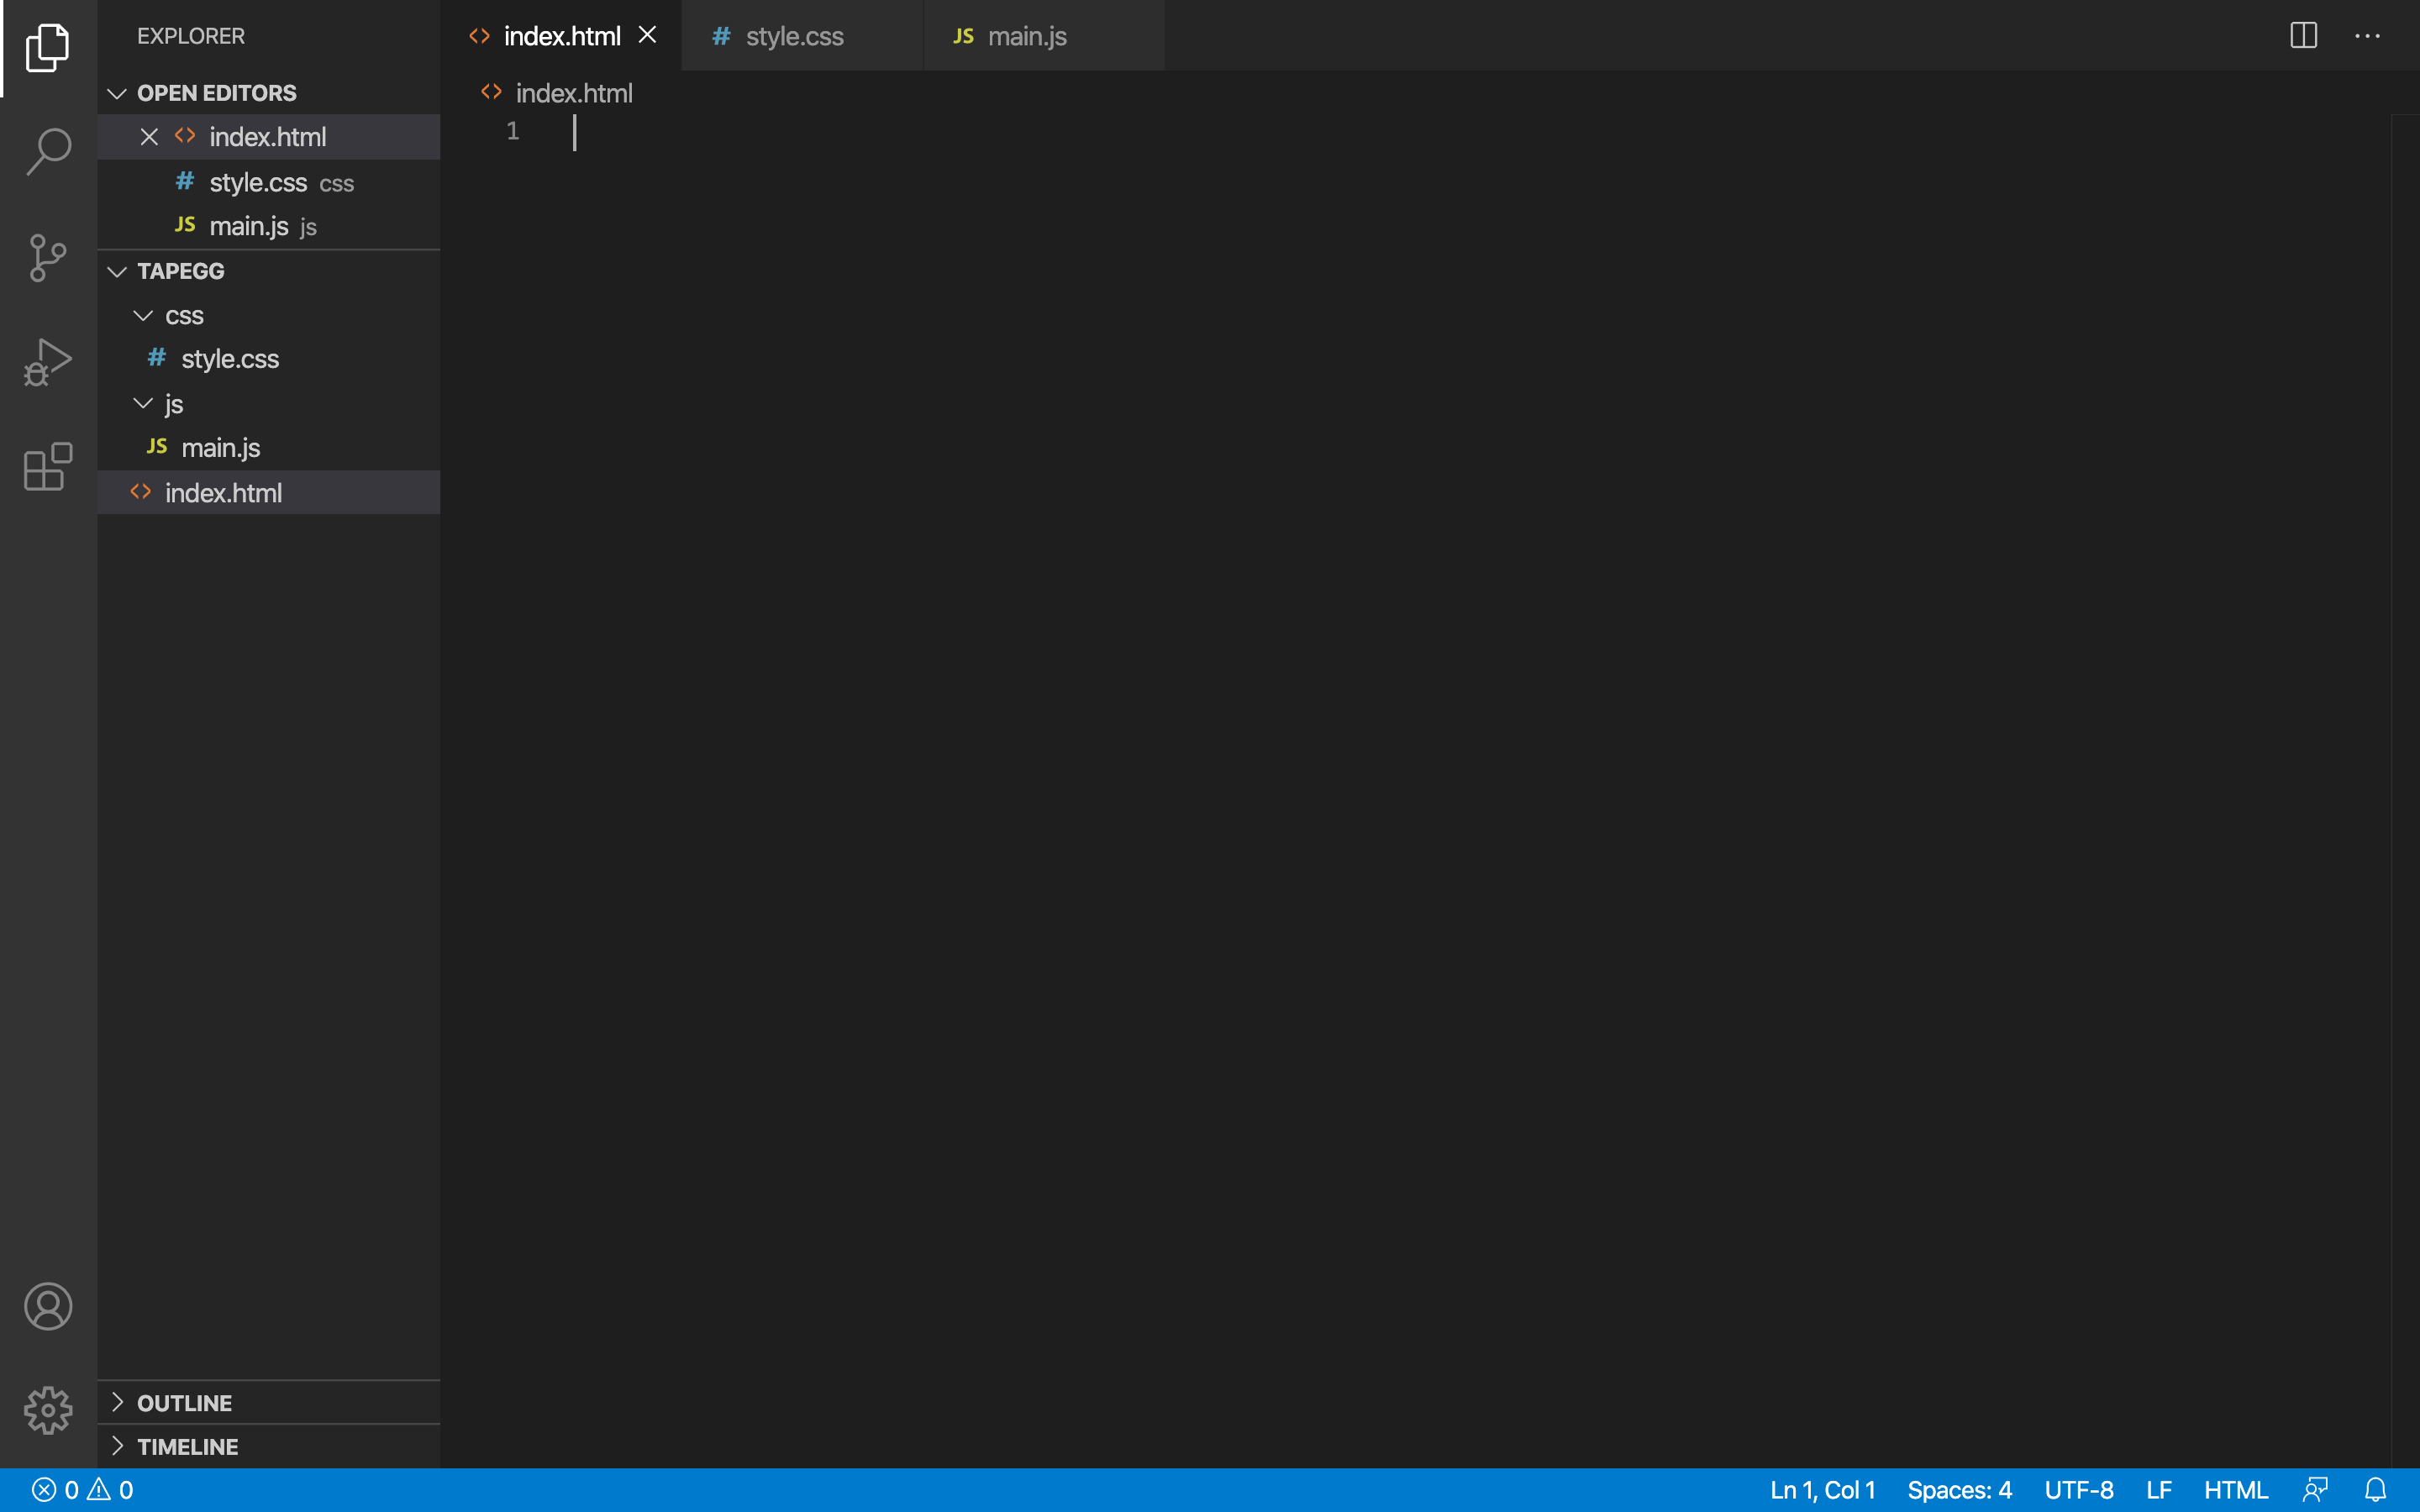 EXPLORER
OPEN EDITORS
index.html
style.css css
main.js js
TAPEGG
css
style.css
js
main.js
index.html
OUTLINE
TIMELINE
index.html
style.css
main.js
index.html
1
0 0
Ln 1, Col 1 Spaces: 4 UTF-8 LF HTML